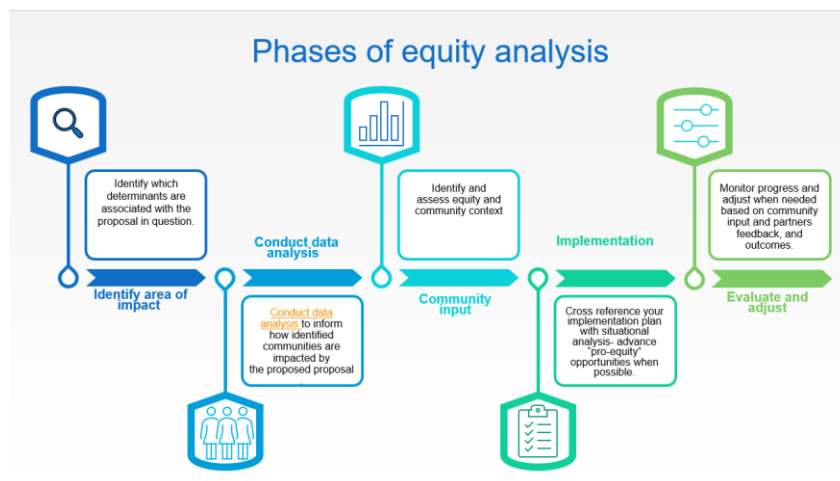 Phases of equity analysis
Identify which
determinants are
associated with the
proposal in question.
Identify area of
impact
Conduct data
analysis
Conduct data
analysis to inform
how identified
communities are
impacted by
the proposed proposal
.
Identify and
assess equity and
community context
Community
input
Implementation
Cross reference your
implementation plan
with situational
analysis- advance
"pro-equity"
opportunities when
possible.
Monitor progress and
adjust when needed
based on community
input and partners
feedback, and
outcomes.
Evaluate and
adjust